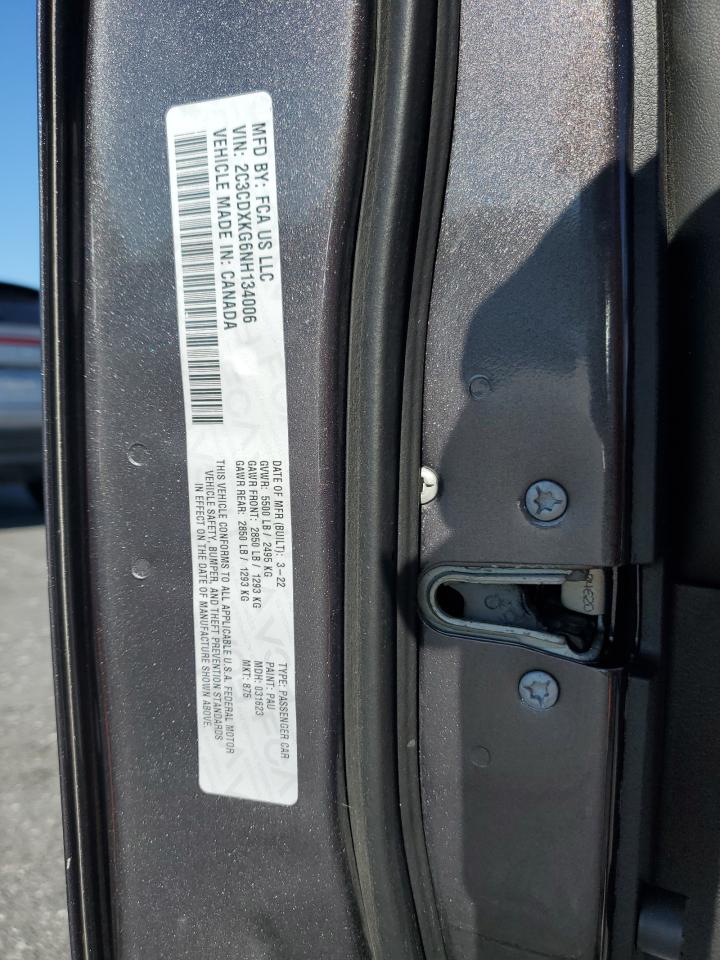 MFD BY: FCA US LLC
VIN: 2C3CDXKG6NH134006
VEHICLE MADE IN: CANADA
DATE OF MFR (BUILT): 3-22
GVWR: 5500 LB / 2495 KG
GAWR FRONT: 2850 LB / 1293 KG
GAWR REAR: 2850 LB / 1293 KG
THIS VEHICLE CONFORMS TO ALL APPLICABLE U.S.A. FEDERAL MOTOR
VEHICLE SAFETY, BUMPER, AND THEFT PREVENTION STANDARDS
IN EFFECT ON THE DATE OF MANUFACTURE SHOWN ABOVE.
TYPE: PASSENGER CAR
PAINT: PAU
MDH: 031623
MKT: 875